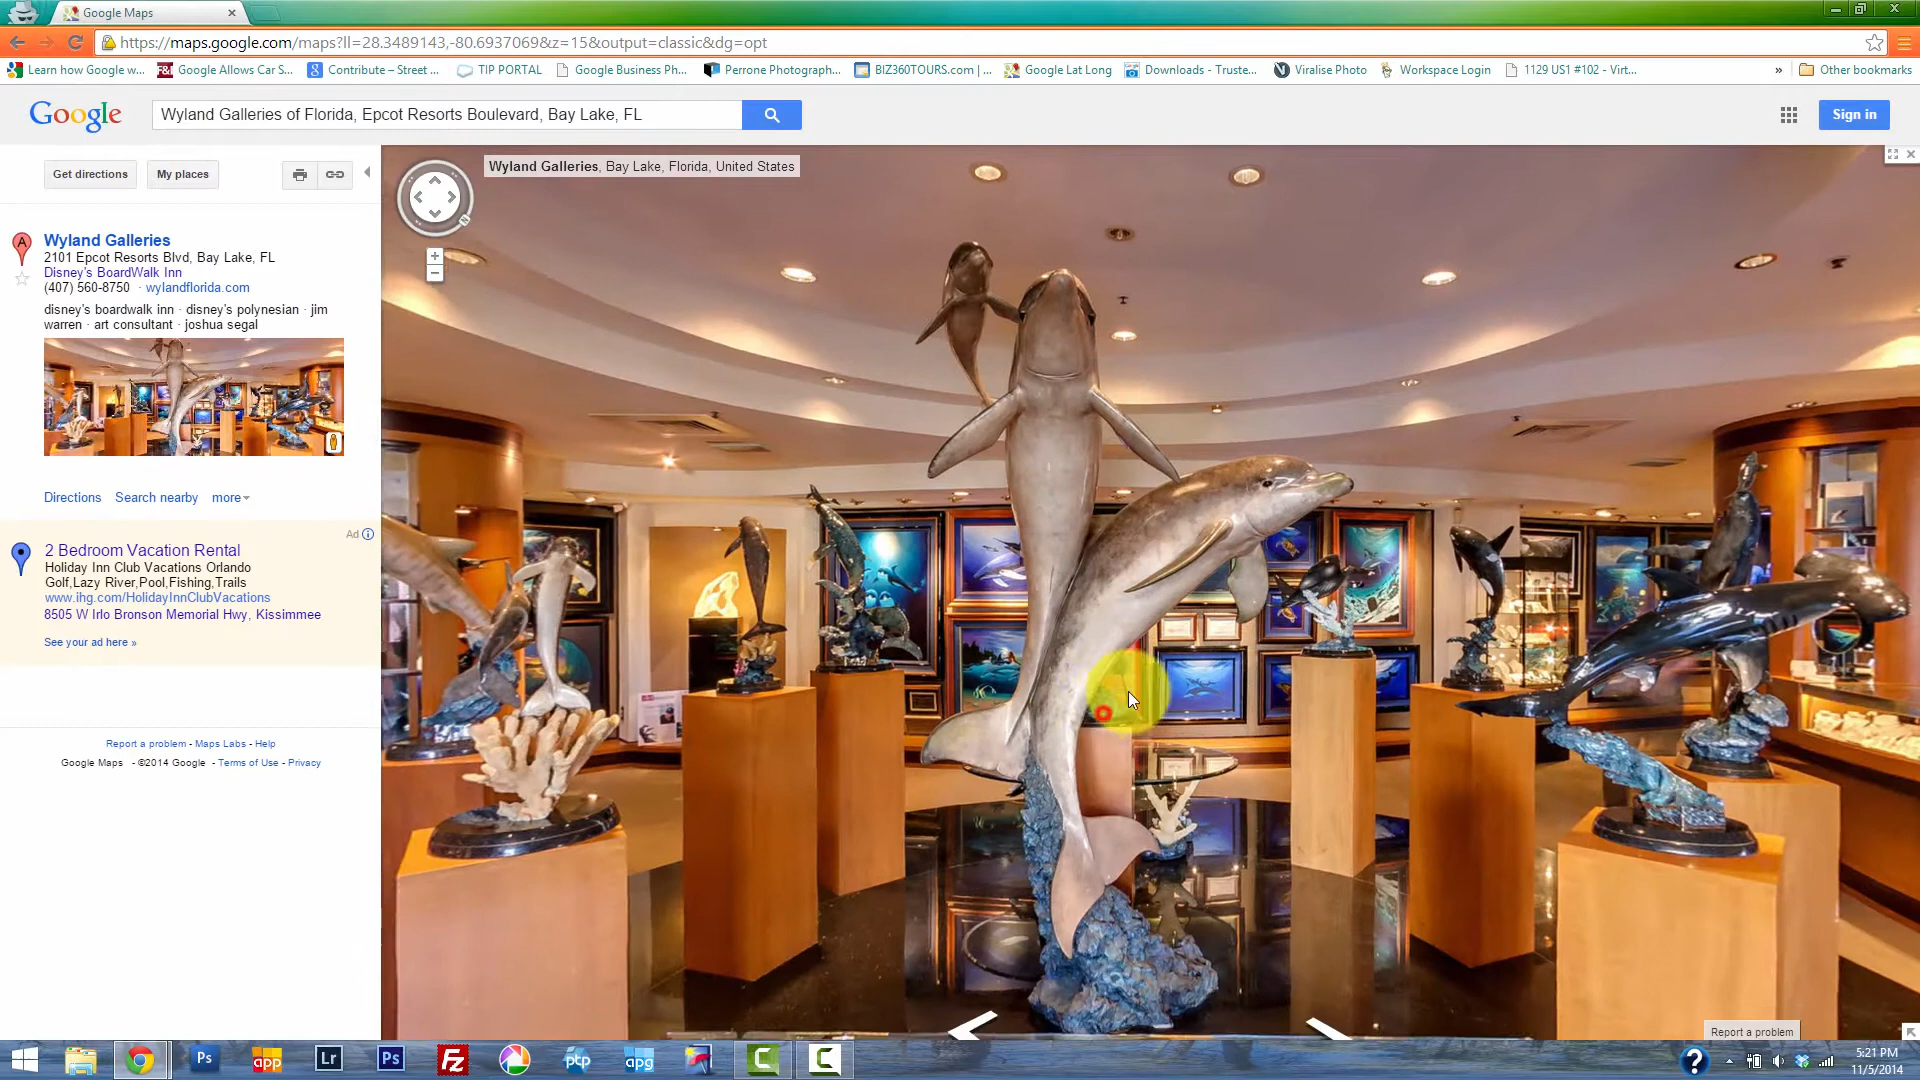 Google Maps
https://maps.google.com/maps?ll=28.3489143,-80.6937069&z=15&output=classic&dg=opt
Learn how Google w...
Google Allows Car S...
Contribute – Street ...
TIP PORTAL
Google Business Ph...
Perrone Photograph...
BIZ360TOURS.com | ...
Google Lat Long
Downloads - Truste...
Viralise Photo
Workspace Login
1129 US1 #102 - Virt...
»
Other bookmarks
Google
Wyland Galleries of Florida, Epcot Resorts Boulevard, Bay Lake, FL
Sign in
Get directions
My places
Wyland Galleries, Bay Lake, Florida, United States
A
Wyland Galleries
2101 Epcot Resorts Blvd, Bay Lake, FL
Disney's BoardWalk Inn
(407) 560-8750 · wylandflorida.com
disney's boardwalk inn · disney's polynesian · jim
warren · art consultant · joshua segal
Directions
Search nearby
more
Ad
2 Bedroom Vacation Rental
Holiday Inn Club Vacations Orlando
Golf,Lazy River,Pool,Fishing,Trails
www.ihg.com/HolidayInnClubVacations
8505 W Irlo Bronson Memorial Hwy, Kissimmee
See your ad here »
Report a problem - Maps Labs - Help
Google Maps - ©2014 Google - Terms of Use - Privacy
N
Report a problem
Ps
app
Lr
Ps
Fz
ptp
apg
C
C
?
5:21 PM
11/5/2014